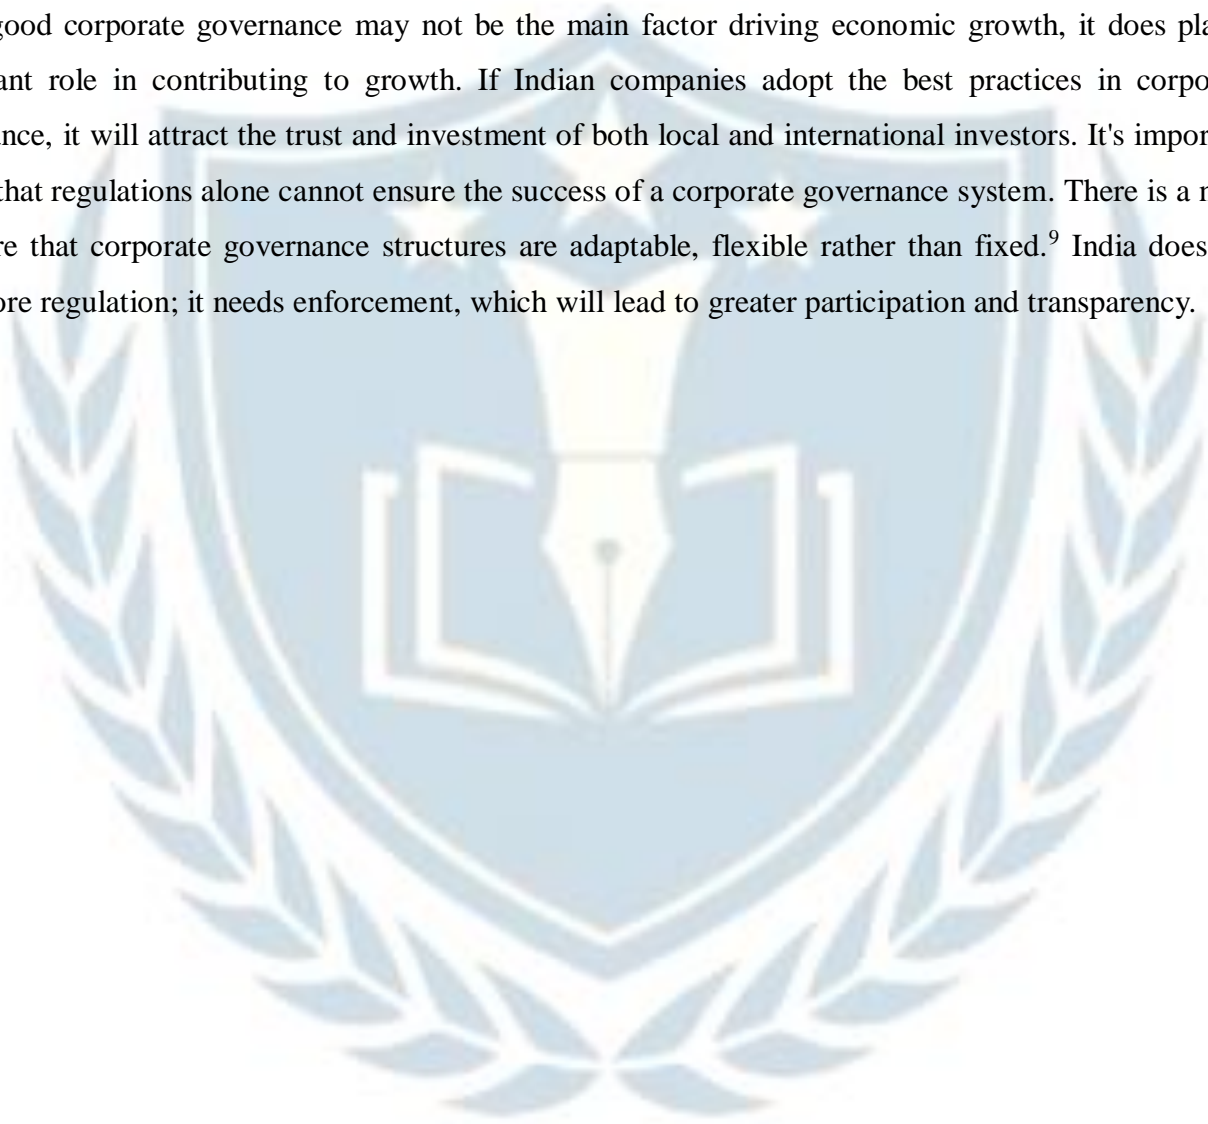 good corporate governance may not be the main factor driving economic growth, it does pla
ant role in contributing to growth. If Indian companies adopt the best practices in corpo
ance, it will attract the trust and investment of both local and international investors. It's impor
that regulations alone cannot ensure the success of a corporate governance system. There is a n
re that corporate governance structures are adaptable, flexible rather than fixed.⁹ India does
ore regulation; it needs enforcement, which will lead to greater participation and transparency.